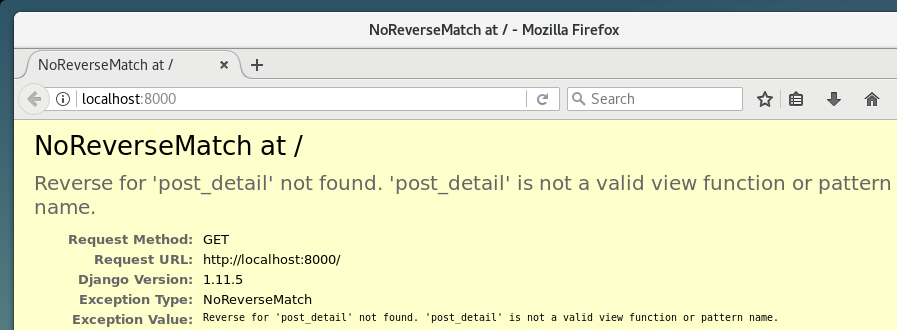 NoReverseMatch at / - Mozilla Firefox
NoReverseMatch at / × +
localhost:8000 Search
NoReverseMatch at /
Reverse for 'post_detail' not found. 'post_detail' is not a valid view function or pattern
name.
Request Method: GET
Request URL: http://localhost:8000/
Django Version: 1.11.5
Exception Type: NoReverseMatch
Exception Value: Reverse for 'post_detail' not found. 'post_detail' is not a valid view function or pattern name.